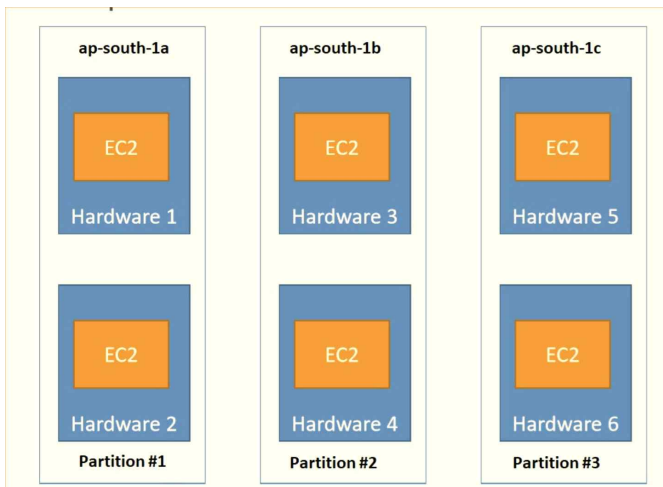 ap-south-1a
ap-south-1b
ap-south-1c
EC2
EC2
EC2
Hardware 1
Hardware 3
Hardware 5
EC2
EC2
EC2
Hardware 2
Hardware 4
Hardware 6
Partition #1
Partition #2
Partition #3